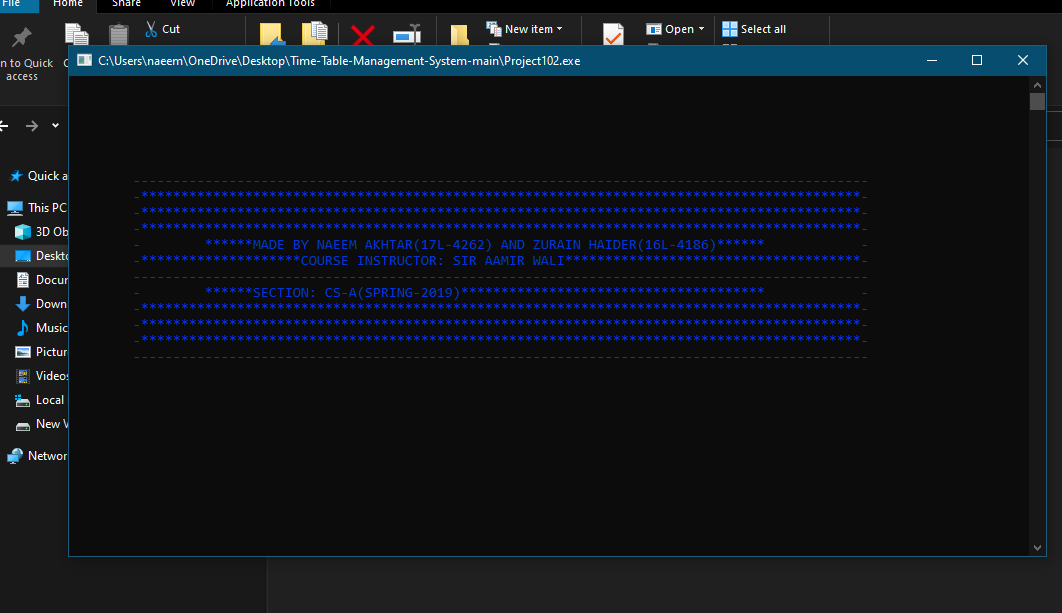 File Home Share View Application Tools
Cut
New item
Open
Select all
n to Quick
access
C:\Users\naeem\OneDrive\Desktop\Time-Table-Management-System-main\Project102.exe
Quick a
This PC
3D Ob
Deskto
Docur
Down
Music
Pictur
Videos
Local
New V
Networ
******MADE BY NAEEM AKHTAR(17L-4262) AND ZURAIN HAIDER(16L-4186)******
********************COURSE INSTRUCTOR: SIR AAMIR WALI*************************************
******SECTION: CS-A(SPRING-2019)**************************************